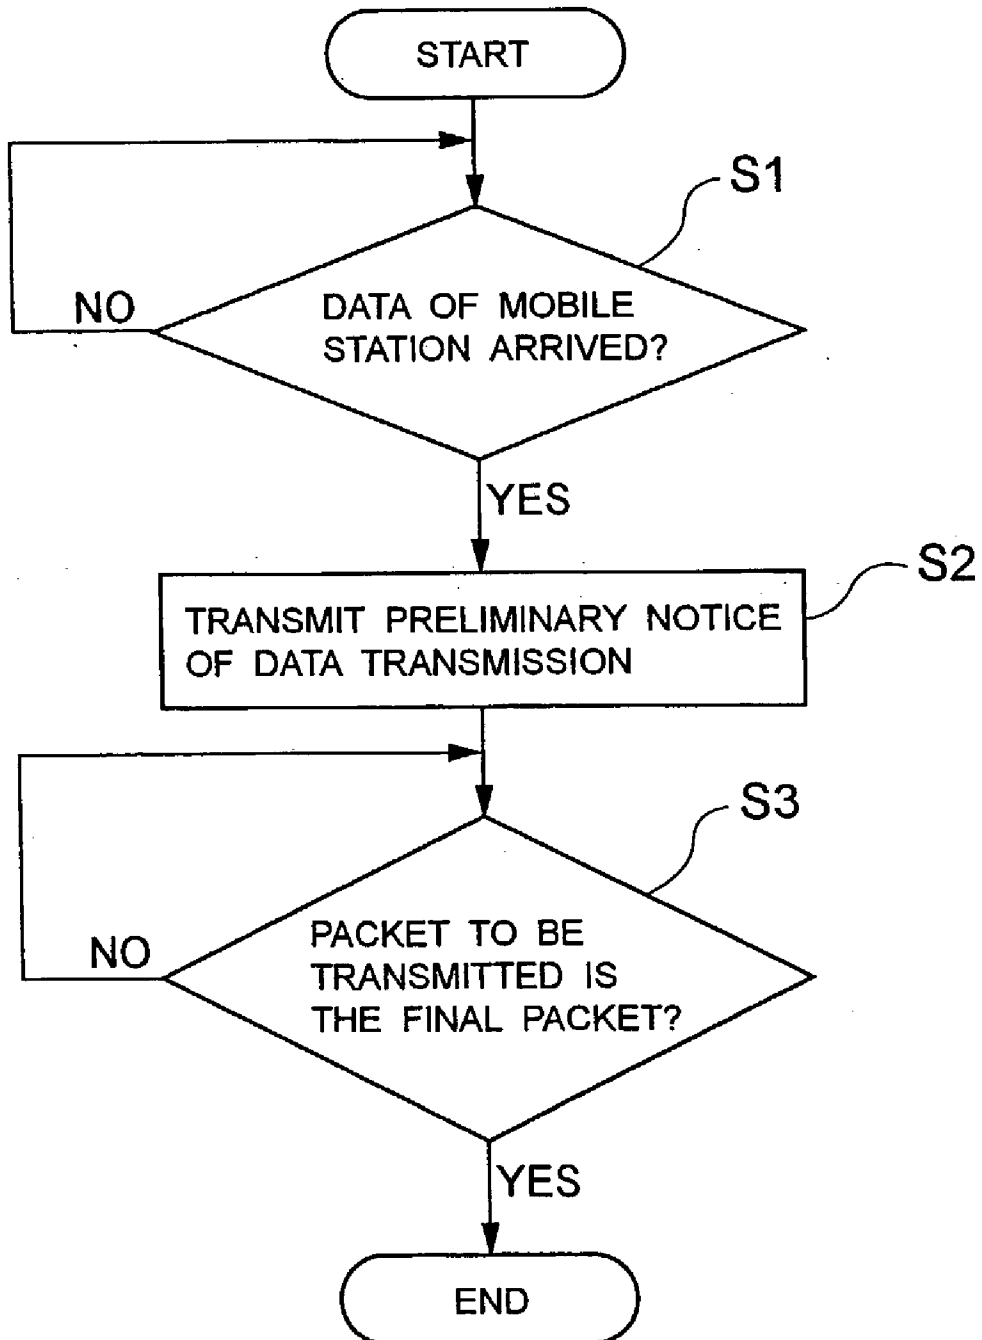 START
S1
DATA OF MOBILE
STATION ARRIVED?
NO
YES
S2
TRANSMIT PRELIMINARY NOTICE
OF DATA TRANSMISSION
S3
PACKET TO BE
TRANSMITTED IS
THE FINAL PACKET?
NO
YES
END